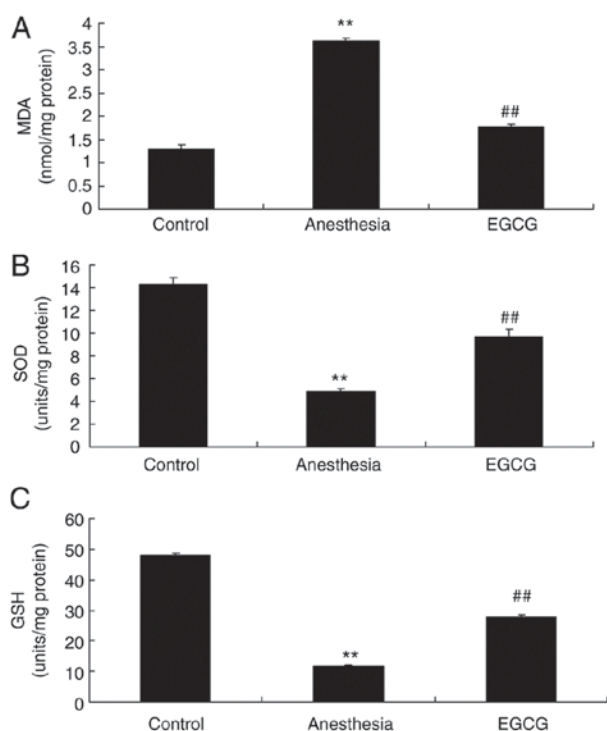 A
MDA
(nmol/mg protein)
4
3.5
3
2.5
2
1.5
1
0.5
0
**
##
Control Anesthesia EGCG
B
SOD
(units/mg protein)
16
14
12
10
8
6
4
2
0
**
##
Control Anesthesia EGCG
C
GSH
(units/mg protein)
60
50
40
30
20
10
0
**
##
Control Anesthesia EGCG